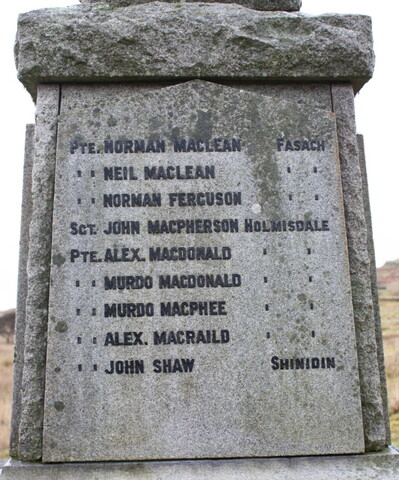 PTE. NORMAN MACLEAN FASACH
" " NEIL MACLEAN " "
" " NORMAN FERGUSON " "
SGT. JOHN MACPHERSON HOLMISDALE
PTE. ALEX. MACDONALD " "
" " MURDO MACDONALD " "
" " MURDO MACPHEE " "
" " ALEX. MACRAILD " "
" " JOHN SHAW SHINIDIN